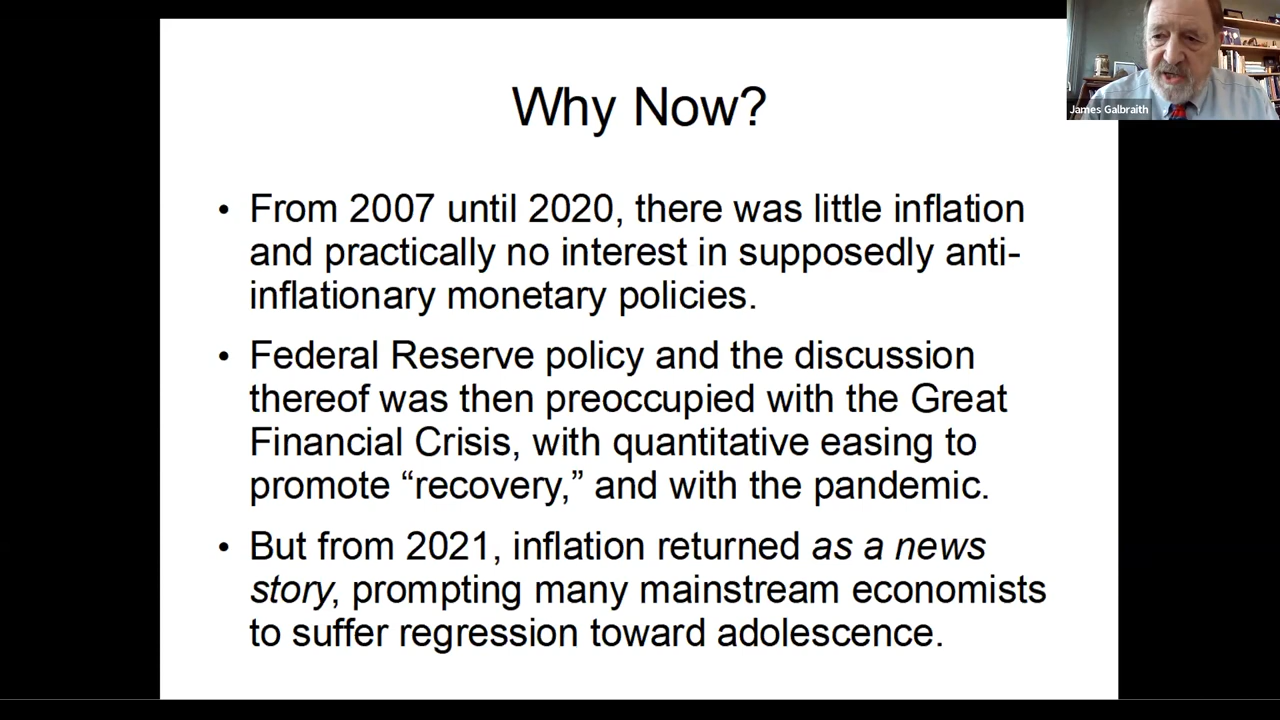 Why Now?
James Galbraith
• From 2007 until 2020, there was little inflation
and practically no interest in supposedly anti-
inflationary monetary policies.
• Federal Reserve policy and the discussion
thereof was then preoccupied with the Great
Financial Crisis, with quantitative easing to
promote “recovery,” and with the pandemic.
• But from 2021, inflation returned as a news
story, prompting many mainstream economists
to suffer regression toward adolescence.